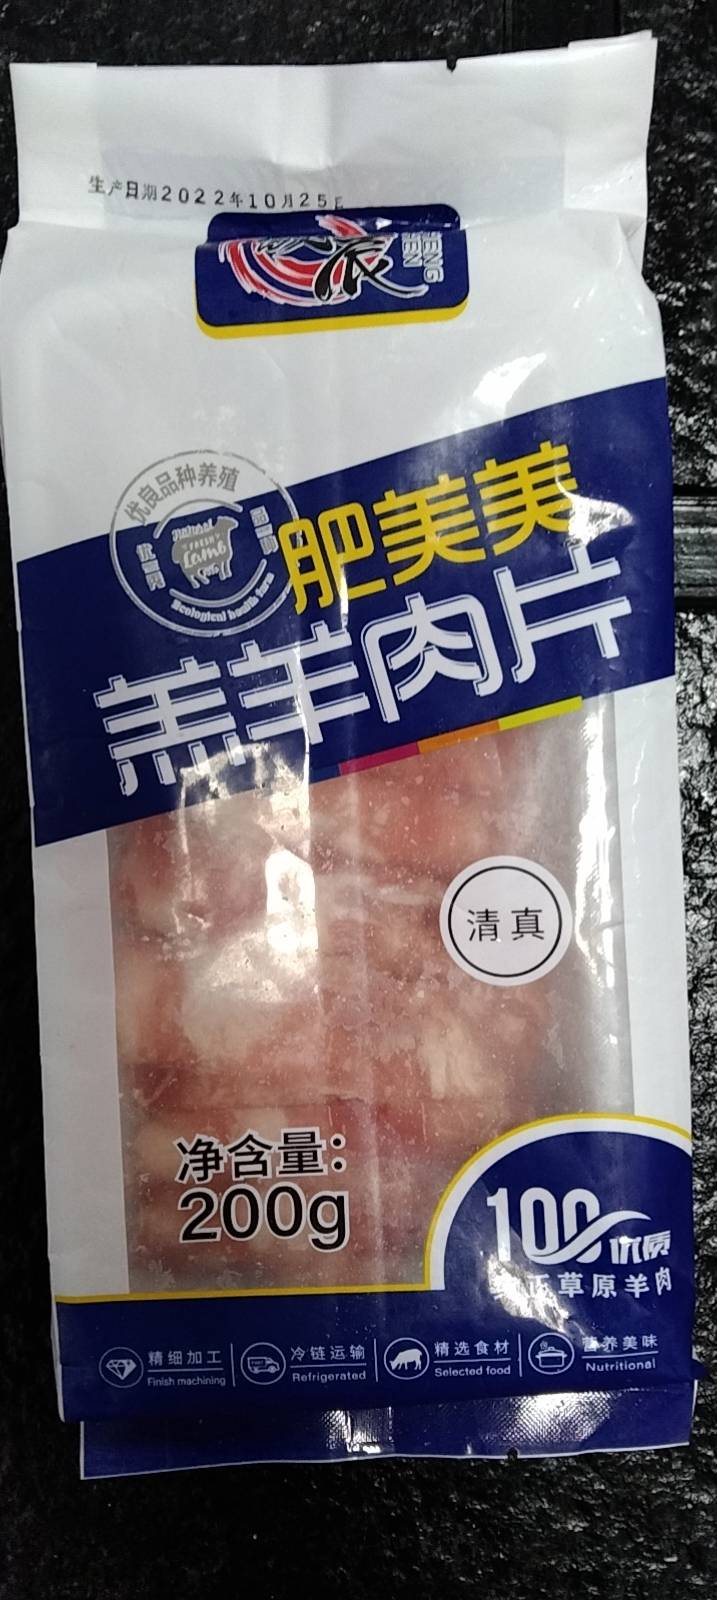 生产日期2022年10月25
派
优良品种养殖
Ecological health farm
肥美美
羔羊肉片
清真
净含量:
200g
100
优质
正草原羊肉
精细加工
Finish machining
冷链运输
Refrigerated
精选食材
Selected food
营养美味
Nutritional